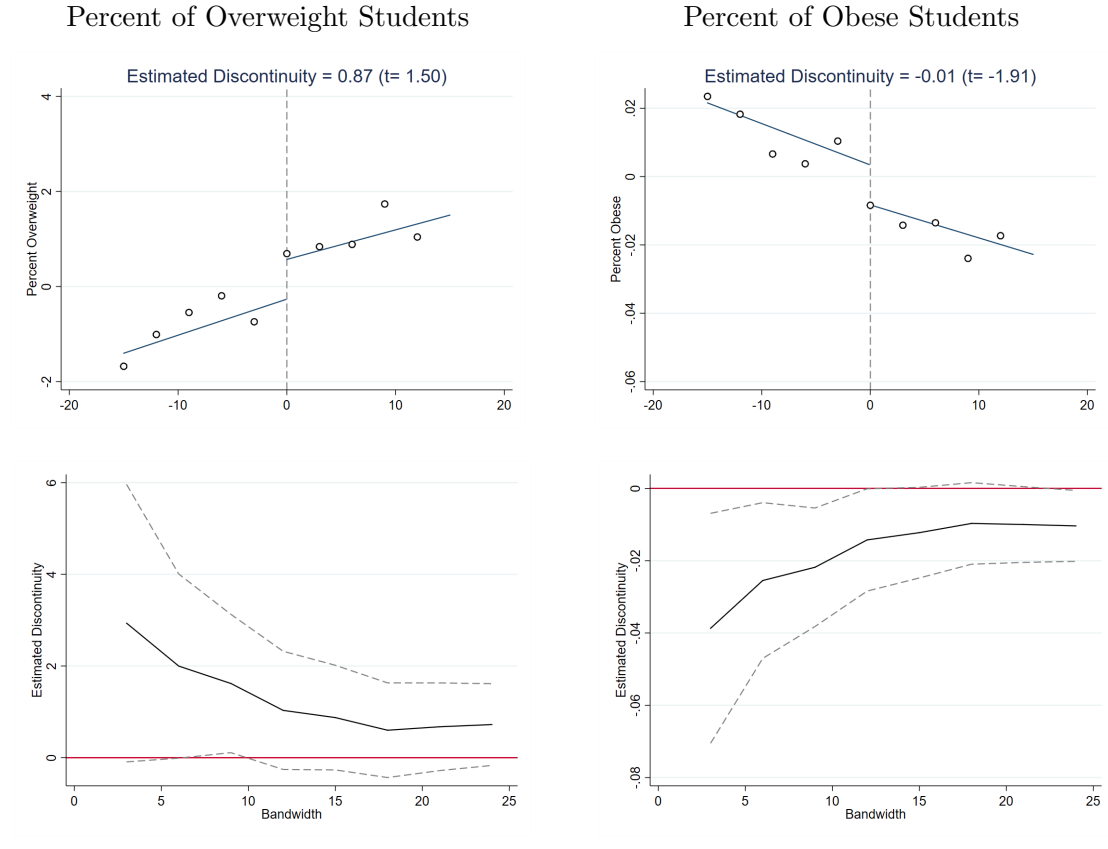 Percent of Overweight Students
Estimated Discontinuity = 0.87 (t= 1.50)
Percent Overweight
4
2
0
-2
-20 -10 0 10 20
Percent of Obese Students
Estimated Discontinuity = -0.01 (t= -1.91)
Percent Obese
.02
0
-.02
-.04
-.06
-20 -10 0 10 20
Estimated Discontinuity
6
4
2
0
0 5 10 15 20 25
Bandwidth
Estimated Discontinuity
0
-.02
-.04
-.06
-.08
0 5 10 15 20 25
Bandwidth